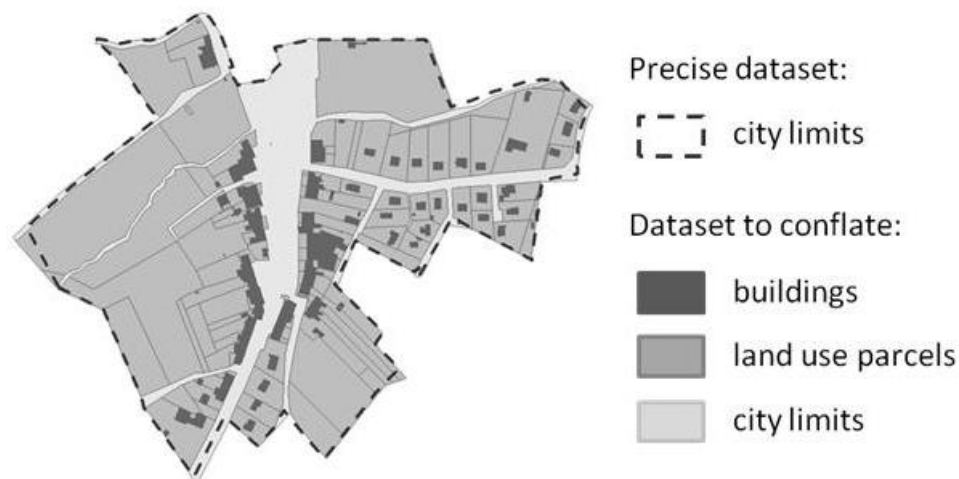 Precise dataset:
city limits
Dataset to conflate:
buildings
land use parcels
city limits